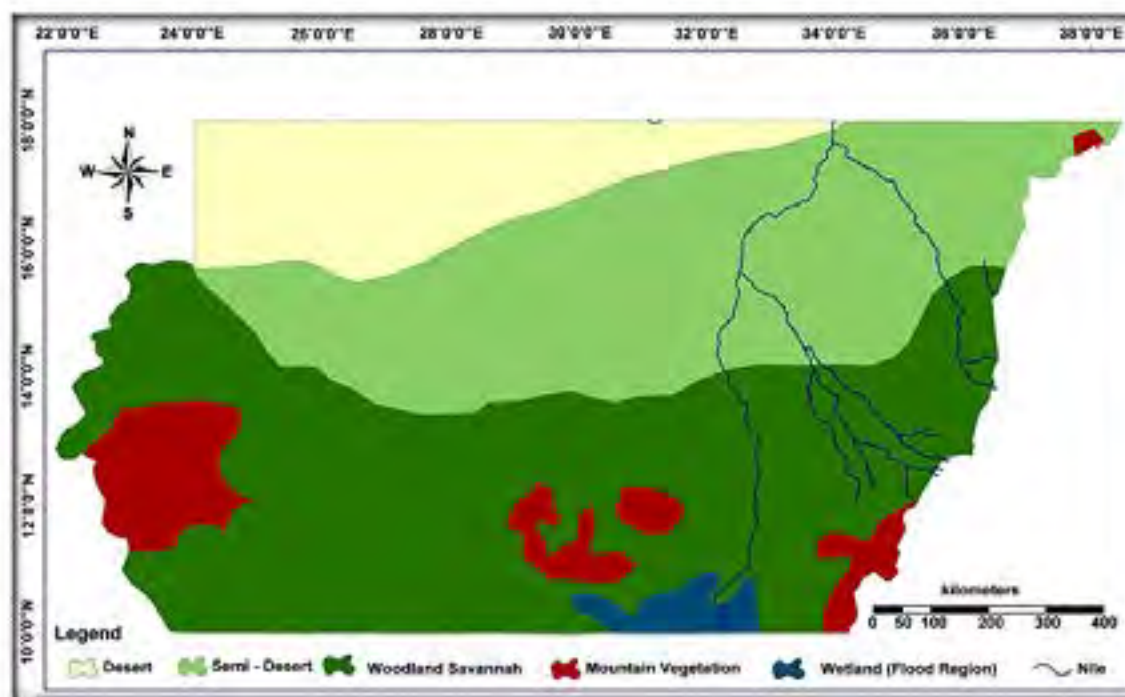 22°0'0"E 24°0'0"E 26°0'0"E 28°0'0"E 30°0'0"E 32°0'0"E 34°0'0"E 36°0'0"E 38°0'0"E
18°0'0"N
16°0'0"N
14°0'0"N
12°0'0"N
10°0'0"N
N
W E
S
kilometers
0 50 100 200 300 400
Legend
Desert Semi - Desert Woodland Savannah Mountain Vegetation Wetland (Flood Region) Nile